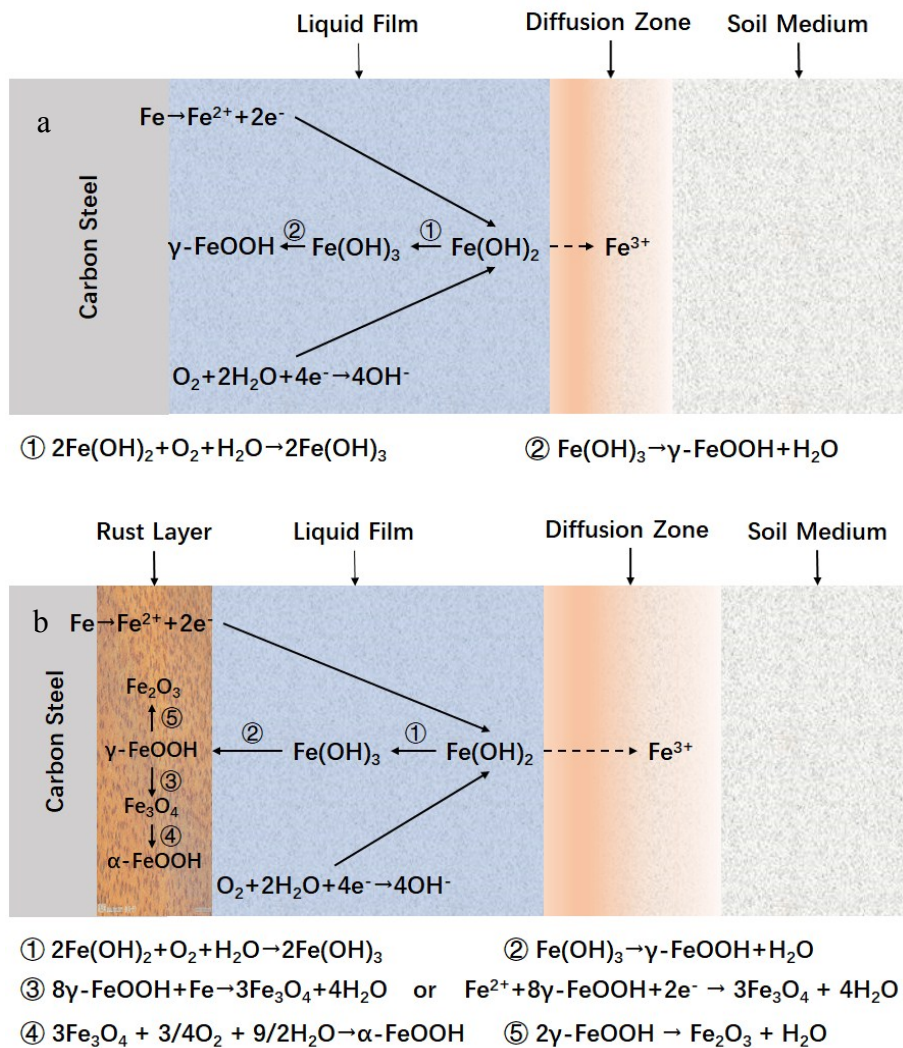 Liquid Film Diffusion Zone Soil Medium
a
Carbon Steel
Fe→Fe²⁺+2e⁻
γ-FeOOH ② Fe(OH)₃ ① Fe(OH)₂ Fe³⁺
O₂+2H₂O+4e⁻→4OH⁻
① 2Fe(OH)₂+O₂+H₂O→2Fe(OH)₃ ② Fe(OH)₃→γ-FeOOH+H₂O
Rust Layer Liquid Film Diffusion Zone Soil Medium
b
Carbon Steel
Fe→Fe²⁺+2e⁻
Fe₂O₃
⑤
γ-FeOOH ② Fe(OH)₃ ① Fe(OH)₂ Fe³⁺
③
Fe₃O₄
④
α-FeOOH
O₂+2H₂O+4e⁻→4OH⁻
① 2Fe(OH)₂+O₂+H₂O→2Fe(OH)₃ ② Fe(OH)₃→γ-FeOOH+H₂O
③ 8γ-FeOOH+Fe→3Fe₃O₄+4H₂O or Fe²⁺+8γ-FeOOH+2e⁻ → 3Fe₃O₄ + 4H₂O
④ 3Fe₃O₄ + 3/4O₂ + 9/2H₂O→α-FeOOH ⑤ 2γ-FeOOH → Fe₂O₃ + H₂O